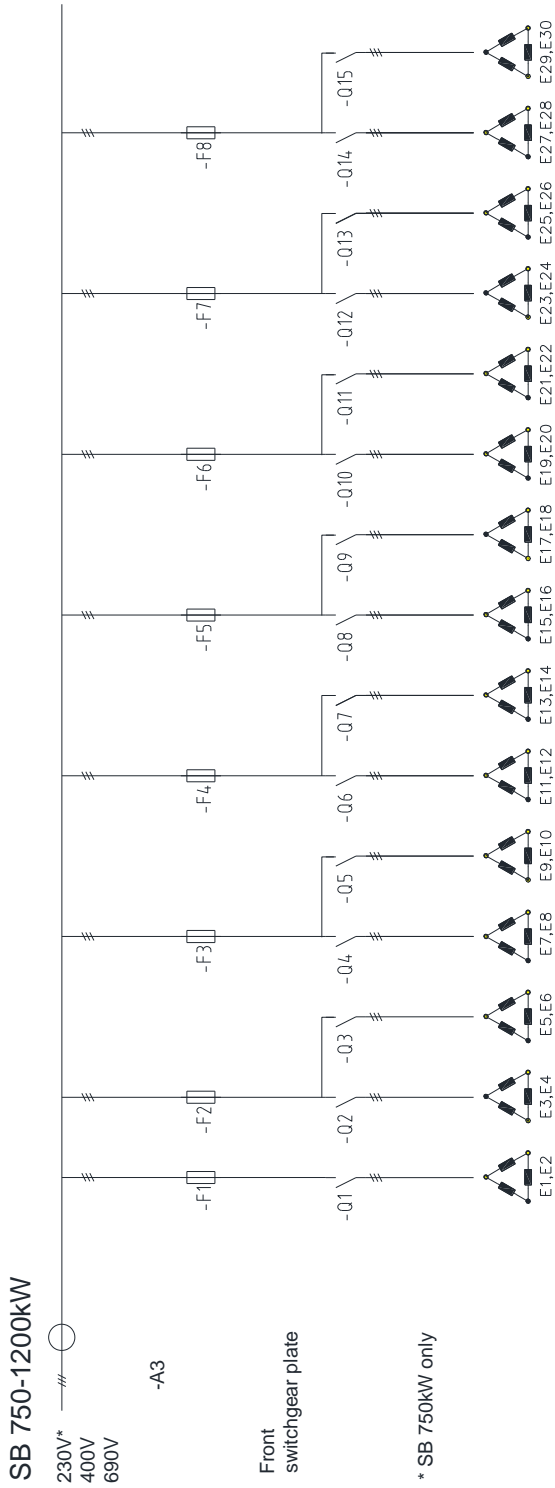 SB 750-1200kW
230V*
400V
690V
-A3
-F1
-F2
-F3
-F4
-F5
-F6
-F7
-F8
Front
switchgear plate
-Q1
-Q2
-Q3
-Q4
-Q5
-Q6
-Q7
-Q8
-Q9
-Q10
-Q11
-Q12
-Q13
-Q14
-Q15
* SB 750kW only
E1,E2
E3,E4
E5,E6
E7,E8
E9,E10
E11,E12
E13,E14
E15,E16
E17,E18
E19,E20
E21,E22
E23,E24
E25,E26
E27,E28
E29,E30